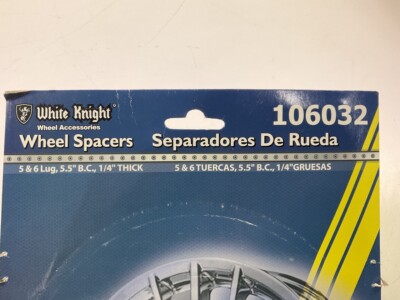 White Knight
Wheel Accessories
106032
Wheel Spacers Separadores De Rueda
5 & 6 Lug, 5.5" B.C., 1/4" THICK 5 & 6 TUERCAS, 5.5" B.C., 1/4"GRUESAS